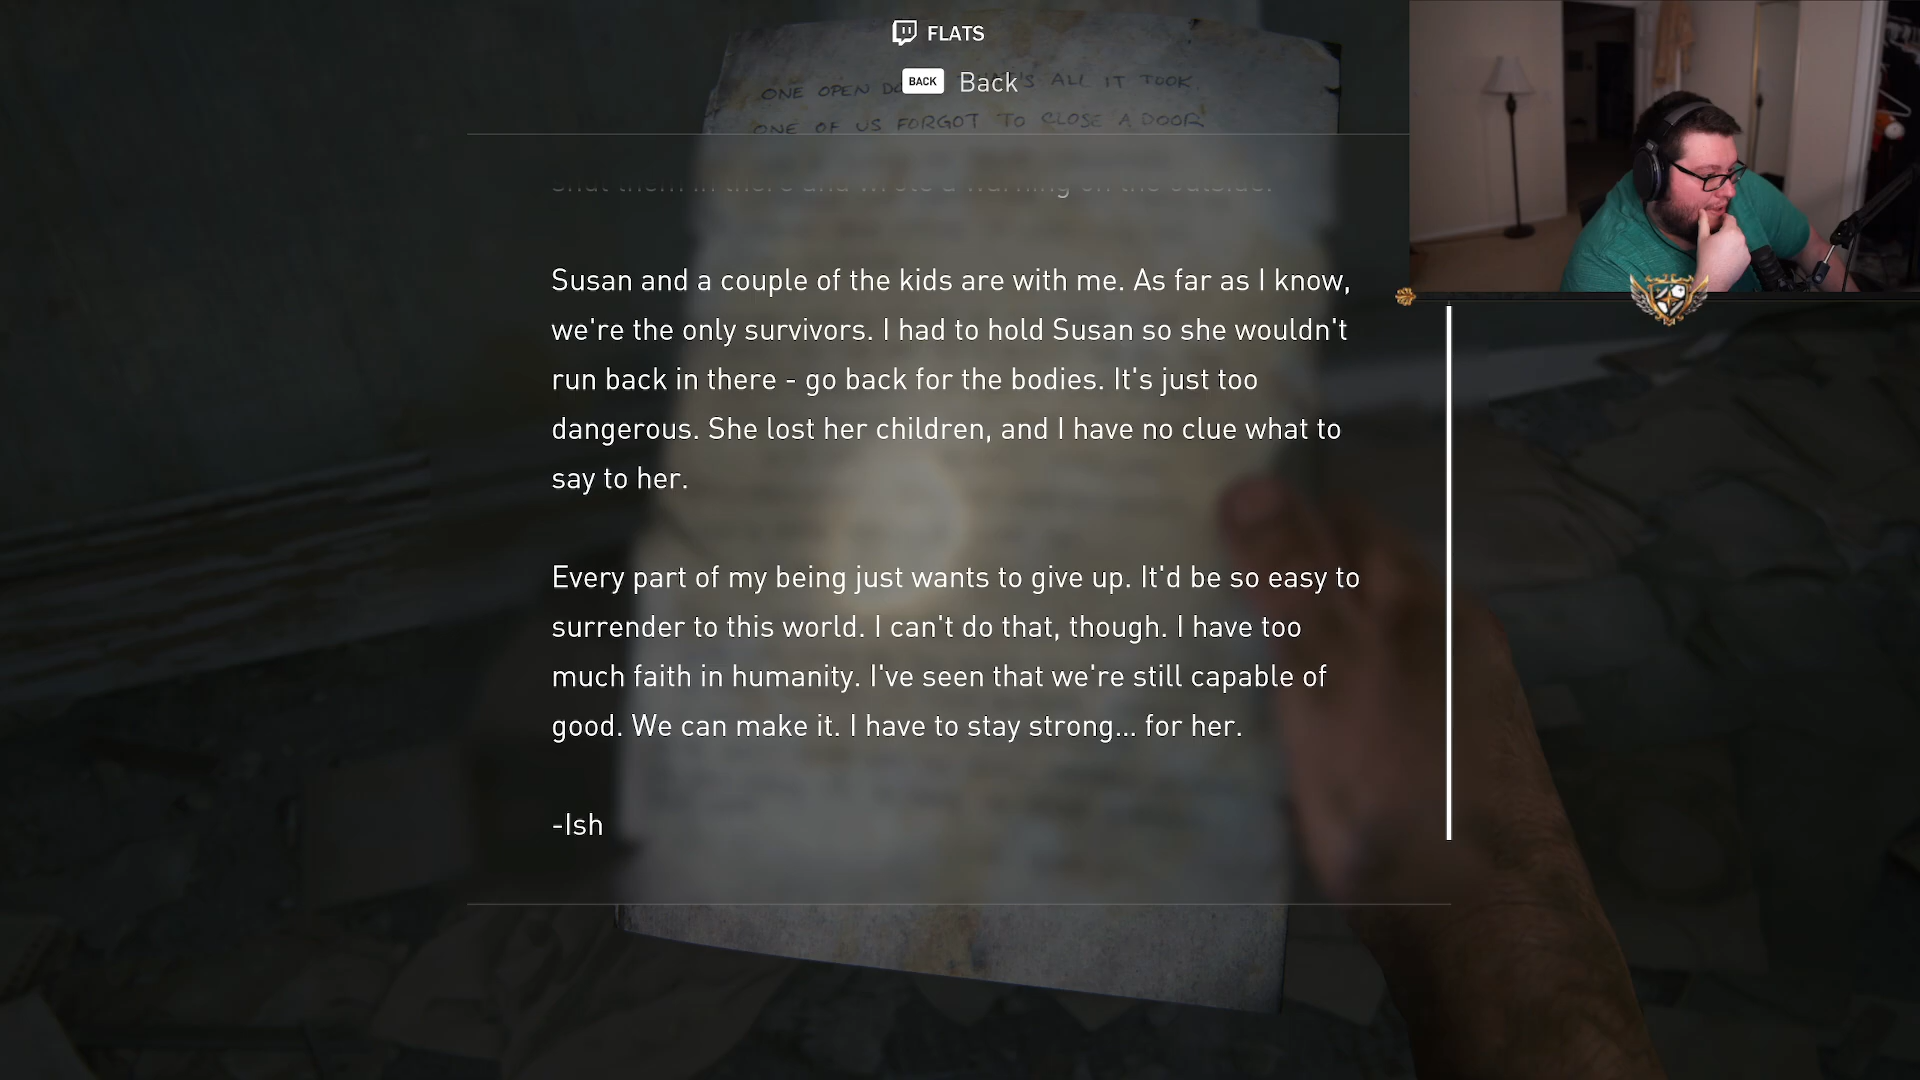 FLATS
BACK Back
ONE OPEN 'S ALL IT TOOK
ONE OF US FORGOT TO CLOSE A DOOR
Susan and a couple of the kids are with me. As far as I know,
we're the only survivors. I had to hold Susan so she wouldn't
run back in there - go back for the bodies. It's just too
dangerous. She lost her children, and I have no clue what to
say to her.
Every part of my being just wants to give up. It'd be so easy to
surrender to this world. I can't do that, though. I have too
much faith in humanity. I've seen that we're still capable of
good. We can make it. I have to stay strong... for her.
-Ish